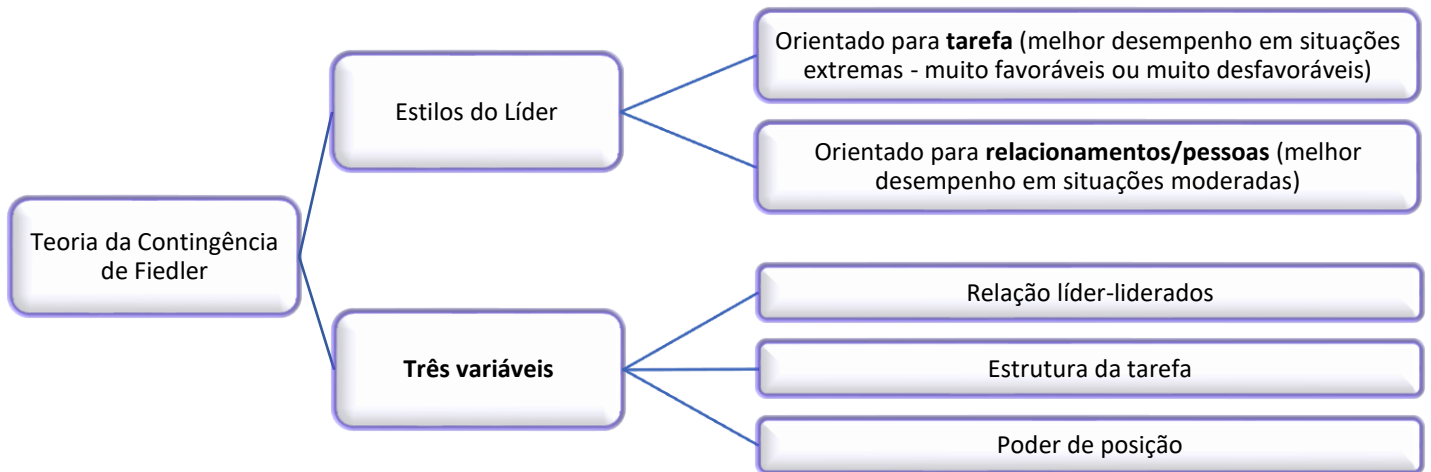 Teoria da Contingência
de Fiedler
Estilos do Líder
Orientado para tarefa (melhor desempenho em situações
extremas - muito favoráveis ou muito desfavoráveis)
Orientado para relacionamentos/pessoas (melhor
desempenho em situações moderadas)
Três variáveis
Relação líder-liderados
Estrutura da tarefa
Poder de posição